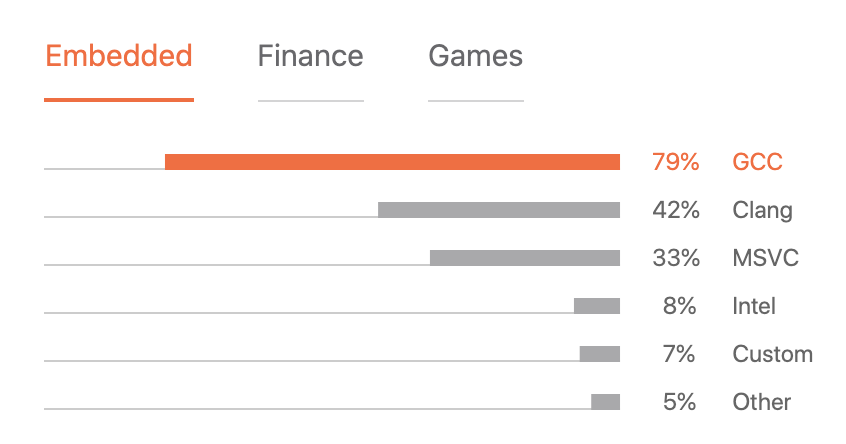 Embedded Finance Games
79% GCC
42% Clang
33% MSVC
8% Intel
7% Custom
5% Other